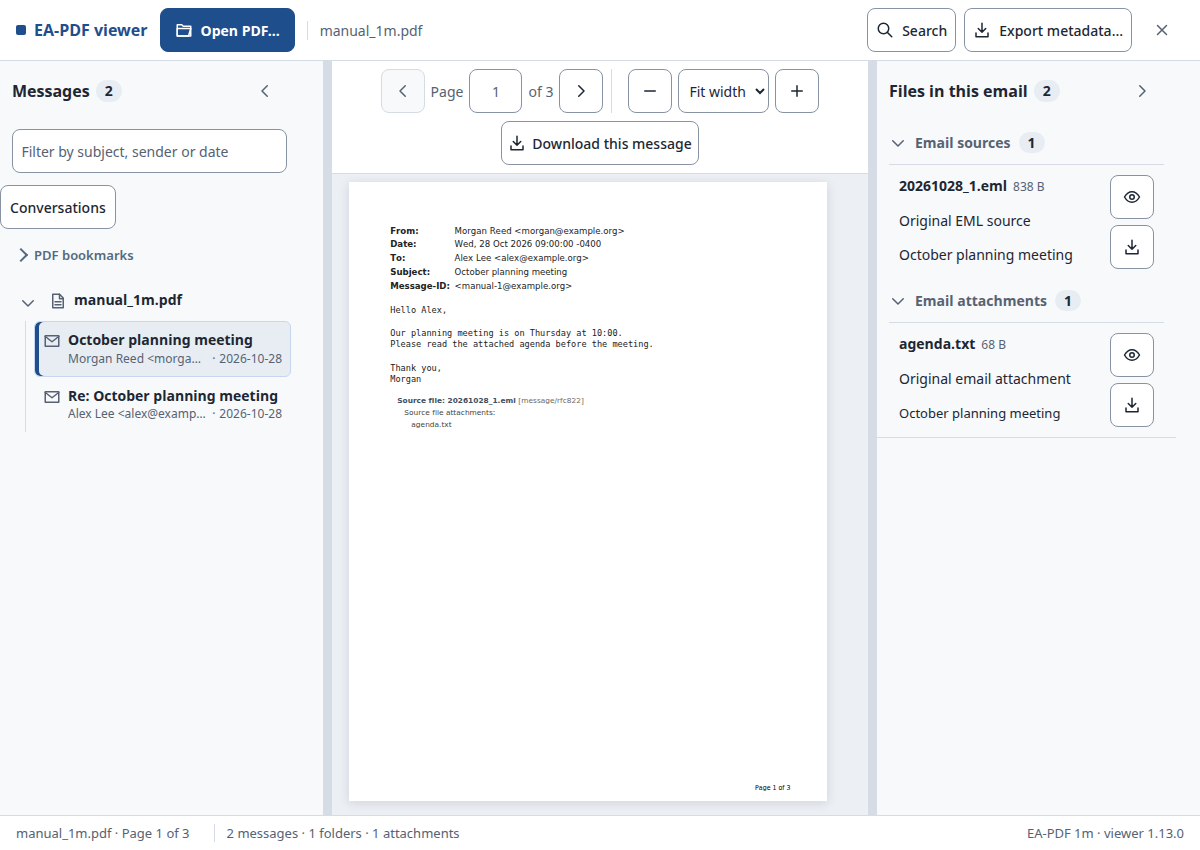 EA-PDF viewer
Open PDF...
manual_1m.pdf
Search
Export metadata...
Messages 2
Filter by subject, sender or date
Conversations
PDF bookmarks
manual_1m.pdf
October planning meeting
Morgan Reed <morga... · 2026-10-28
Re: October planning meeting
Alex Lee <alex@examp... · 2026-10-28
Page 1 of 3
Fit width
Download this message
From: Morgan Reed <morgan@example.org>
Date: Wed, 28 Oct 2026 09:00:00 -0400
To: Alex Lee <alex@example.org>
Subject: October planning meeting
Message-ID: <manual-1@example.org>
Hello Alex,
Our planning meeting is on Thursday at 10:00.
Please read the attached agenda before the meeting.
Thank you,
Morgan
Source file: 20261028_1.eml [message/rfc822]
Source file attachments:
agenda.txt
Page 1 of 3
Files in this email 2
Email sources 1
20261028_1.eml 838 B
Original EML source
October planning meeting
Email attachments 1
agenda.txt 68 B
Original email attachment
October planning meeting
manual_1m.pdf · Page 1 of 3
2 messages · 1 folders · 1 attachments
EA-PDF 1m · viewer 1.13.0